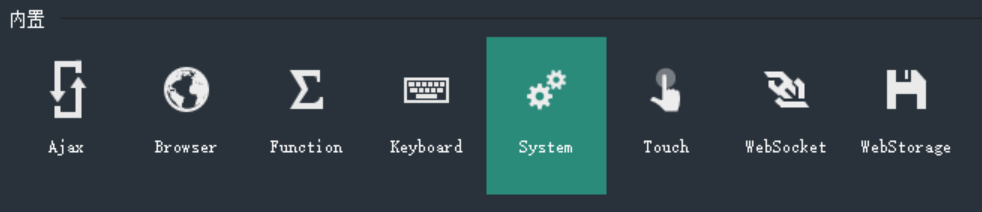 内置
Ajax Browser Function Keyboard System Touch WebSocket WebStorage